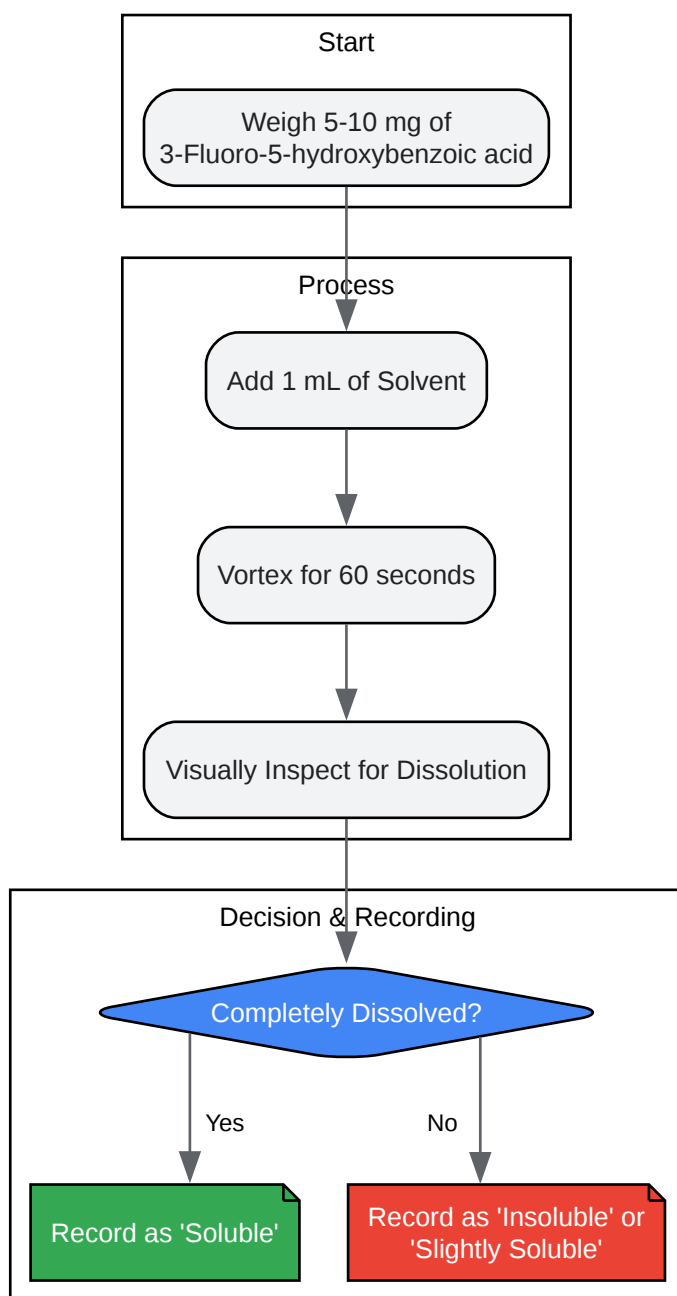 Start
Weigh 5-10 mg of
3-Fluoro-5-hydroxybenzoic acid
Process
Add 1 mL of Solvent
Vortex for 60 seconds
Visually Inspect for Dissolution
Decision & Recording
Completely Dissolved?
Yes
No
Record as 'Soluble'
Record as 'Insoluble' or
'Slightly Soluble'